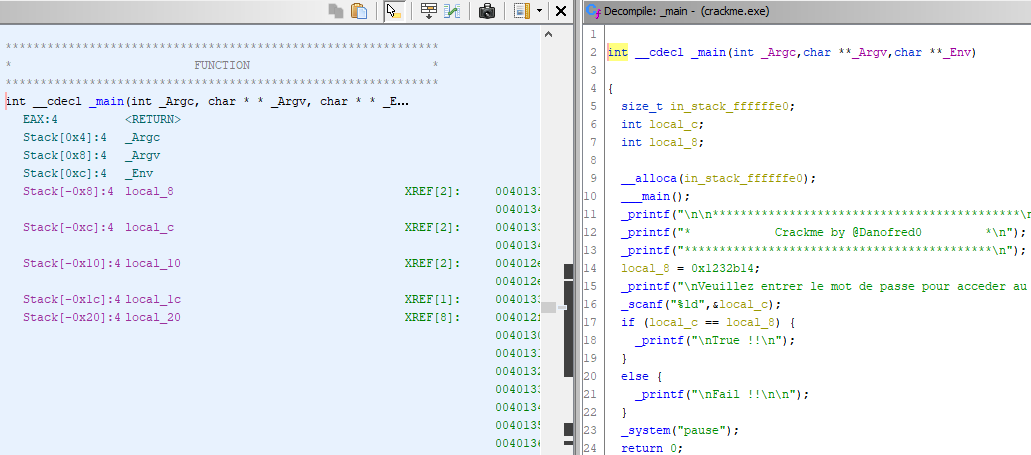 *****************************************************************
* FUNCTION *
*****************************************************************
int __cdecl _main(int _Argc, char * * _Argv, char * * _E...
EAX:4 <RETURN>
Stack[0x4]:4 _Argc
Stack[0x8]:4 _Argv
Stack[0xc]:4 _Env
Stack[-0x8]:4 local_8 XREF[2]: 0040131
004013
Stack[-0xc]:4 local_c XREF[2]: 004013
004013
Stack[-0x10]:4 local_10 XREF[2]: 004012e
004012e
Stack[-0x1c]:4 local_1c XREF[1]: 004013
Stack[-0x20]:4 local_20 XREF[8]: 004012
0040130
0040131
0040132
004013
0040134
0040135
004013
Decompile: _main - (crackme.exe)
1
2 int __cdecl _main(int _Argc,char **_Argv,char **_Env)
3
4 {
5 size_t in_stack_ffffffe0;
6 int local_c;
7 int local_8;
8
9 __alloca(in_stack_ffffffe0);
10 ___main();
11 _printf("\n\n********************************************\n
12 _printf("* Crackme by @Danofred0 *\n");
13 _printf("********************************************\n");
14 local_8 = 0x1232b14;
15 _printf("\nVeuillez entrer le mot de passe pour acceder au
16 _scanf("%ld",&local_c);
17 if (local_c == local_8) {
18 _printf("\nTrue !!\n");
19 }
20 else {
21 _printf("\nFail !!\n\n");
22 }
23 _system("pause");
24 return 0;